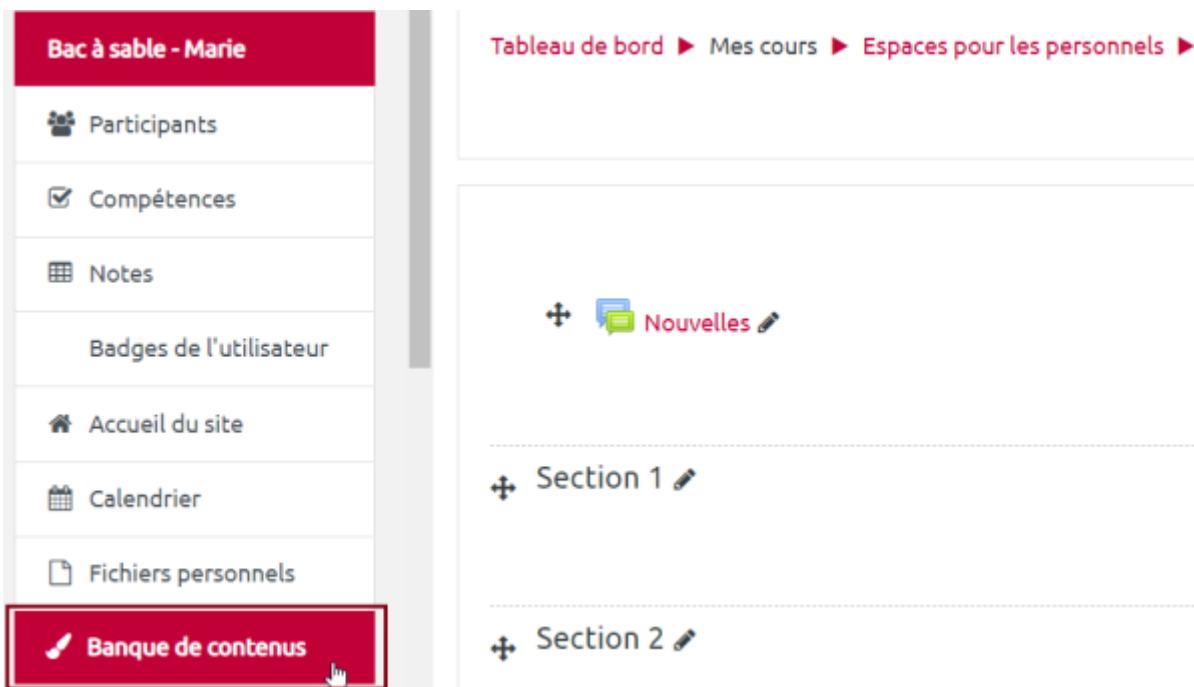 Bac à sable - Marie
Participants
Compétences
Notes
Badges de l'utilisateur
Accueil du site
Calendrier
Fichiers personnels
Banque de contenus
Tableau de bord ▶ Mes cours ▶ Espaces pour les personnels ▶
Nouvelles
Section 1
Section 2